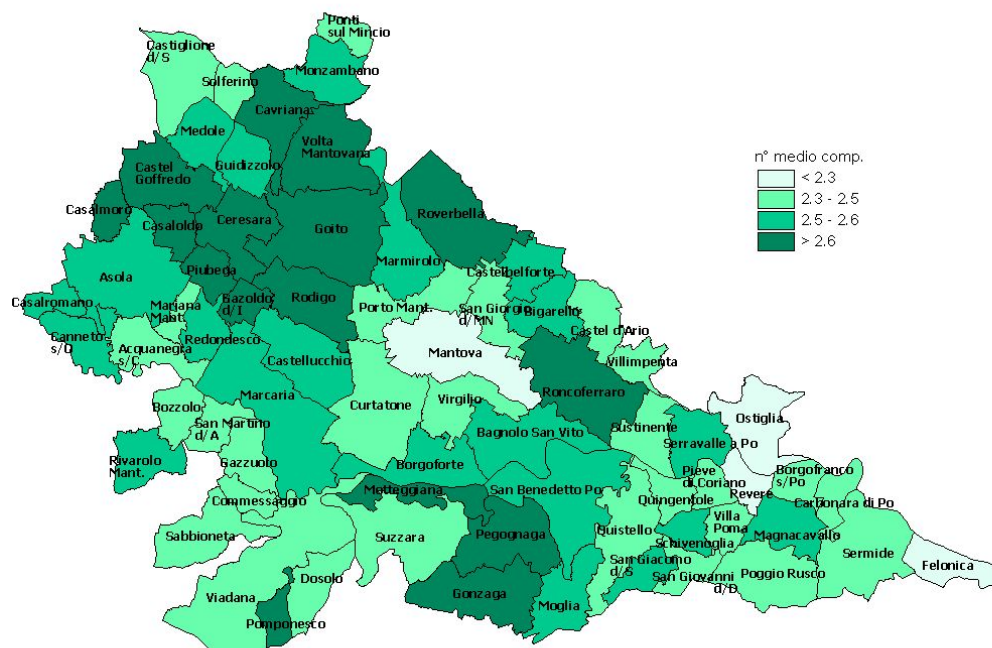 Ponti
sul Mincio
Castiglione
d/S
Solferino
Monzambano
Cavriana
Medole
Volta
Mantovana
Guidizzolo
n° medio comp.
< 2.3
2.3 - 2.5
2.5 - 2.6
> 2.6
Castel
Goffredo
Casalmoro
Casaloldo
Ceresara
Goito
Roverbella
Marmirolo
Castelbelforte
Asola
Piubega
Gazoldo
d/I
Rodigo
Casalromano
Mariana
Mant.
Porto Mant.
San Giorgio
d/MN
Bigarello
Castel d'Ario
Canneto
s/O
Acquanegra
s/C
Redondesco
Castellucchio
Mantova
Villimpenta
Marcaria
Roncoferraro
Bozzolo
Curtatone
Virgilio
Ostiglia
San Martino
d/A
Bagnolo San Vito
Sustinente
Serravalle a Po
Rivarolo
Mant.
Gazzuolo
Borgoforte
Pieve
di Coriano
Borgofranco
s/Po
Commessaggio
Motteggiana
San Benedetto Po
Quingentole
Revere
Carbonara di Po
Sabbioneta
Suzzara
Pegognaga
Quistello
Villa
Poma
Schivenoglia
Magnacavallo
Sermide
Viadana
Dosolo
Gonzaga
Moglia
San Giacomo
d/S
San Giovanni
d/D
Poggio Rusco
Felonica
Pomponesco